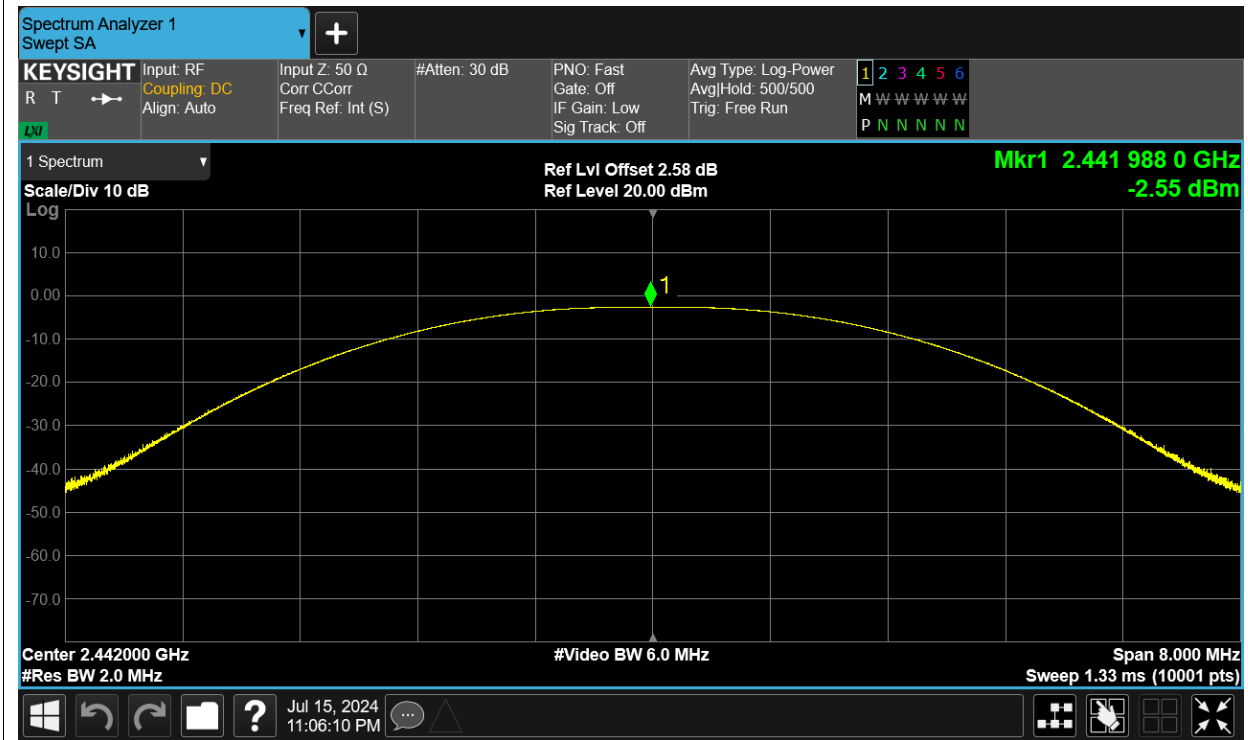 Spectrum Analyzer 1
Swept SA
KEYSIGHT
R T
LXI
Input: RF
Coupling: DC
Align: Auto
Input Z: 50 Ω
Corr CCorr
Freq Ref: Int (S)
#Atten: 30 dB
PNO: Fast
Gate: Off
IF Gain: Low
Sig Track: Off
Avg Type: Log-Power
Avg|Hold: 500/500
Trig: Free Run
1 2 3 4 5 6
M W W W W W
P N N N N N
1 Spectrum
Scale/Div 10 dB
Log
Ref Lvl Offset 2.58 dB
Ref Level 20.00 dBm
Mkr1 2.441 988 0 GHz
-2.55 dBm
10.0
0.00
-10.0
-20.0
-30.0
-40.0
-50.0
-60.0
-70.0
1
Center 2.442000 GHz
#Res BW 2.0 MHz
#Video BW 6.0 MHz
Span 8.000 MHz
Sweep 1.33 ms (10001 pts)
?
Jul 15, 2024
11:06:10 PM